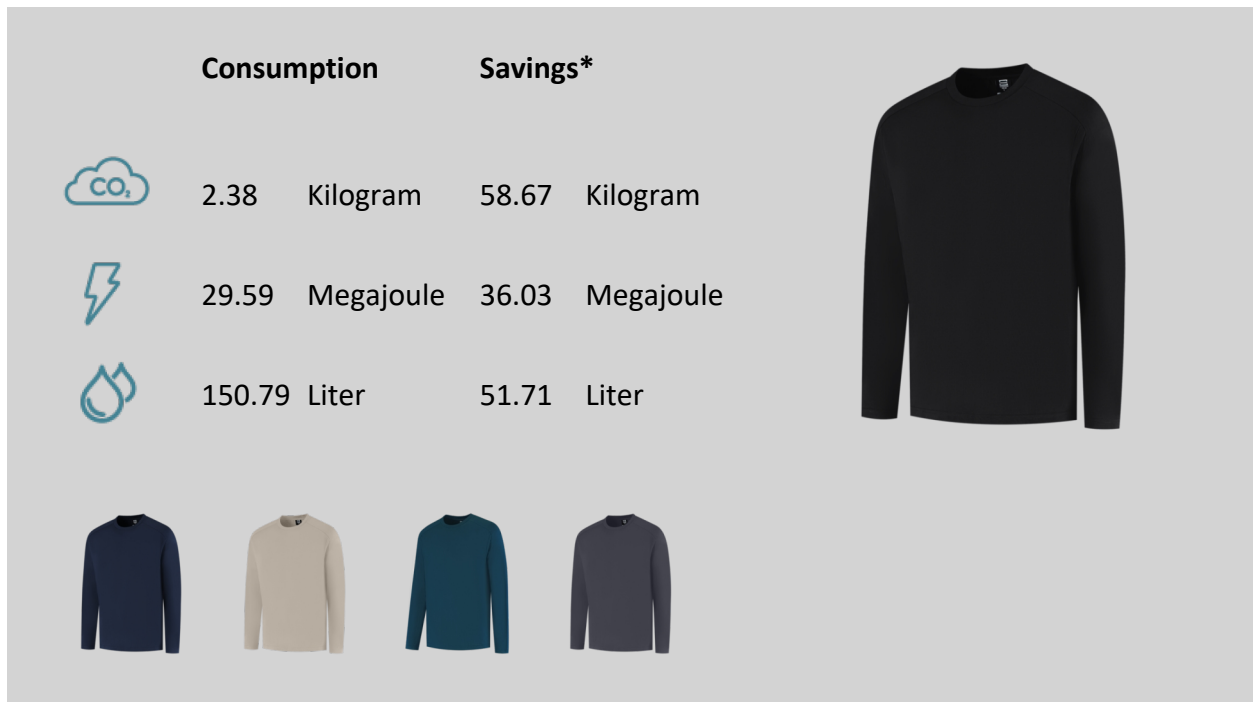 Consumption Savings*
CO₂ 2.38 Kilogram 58.67 Kilogram
29.59 Megajoule 36.03 Megajoule
150.79 Liter 51.71 Liter